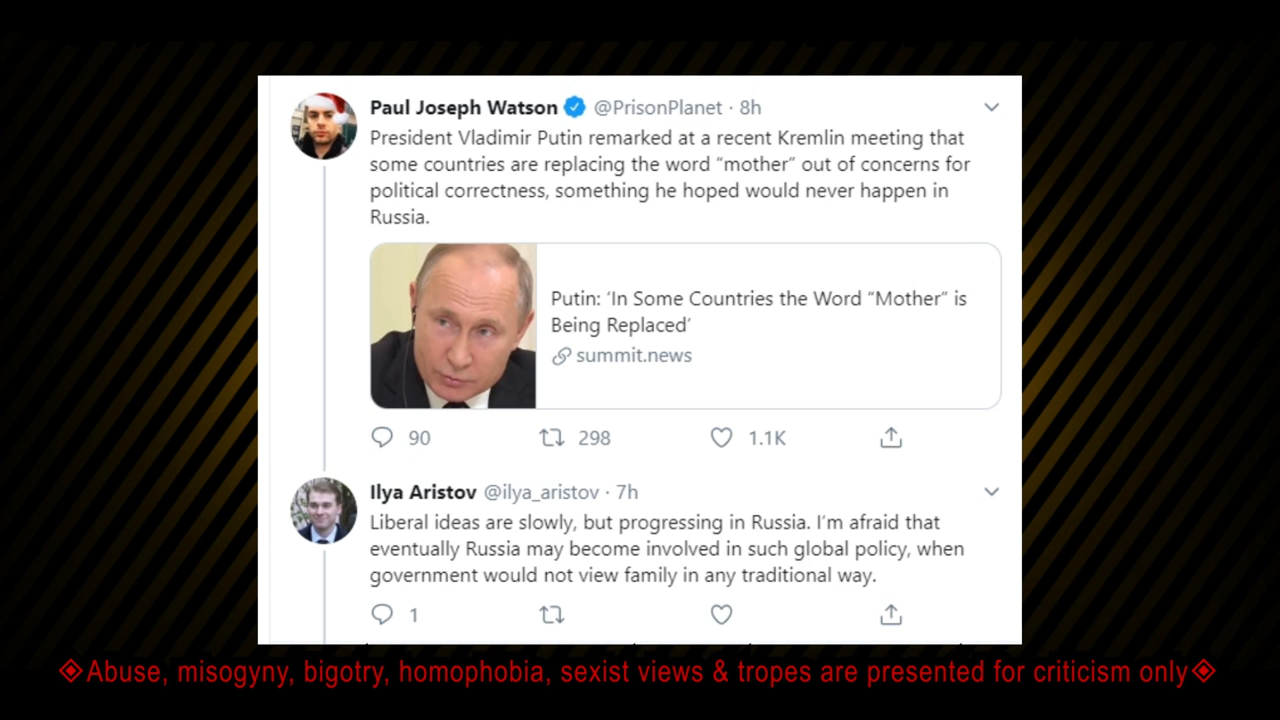 Paul Joseph Watson @PrisonPlanet · 8h
President Vladimir Putin remarked at a recent Kremlin meeting that
some countries are replacing the word “mother” out of concerns for
political correctness, something he hoped would never happen in
Russia.
Putin: ‘In Some Countries the Word “Mother” is
Being Replaced’
summit.news
90 298 1.1K
Ilya Aristov @ilya_aristov · 7h
Liberal ideas are slowly, but progressing in Russia. I’m afraid that
eventually Russia may become involved in such global policy, when
government would not view family in any traditional way.
1
Abuse, misogyny, bigotry, homophobia, sexist views & tropes are presented for criticism only